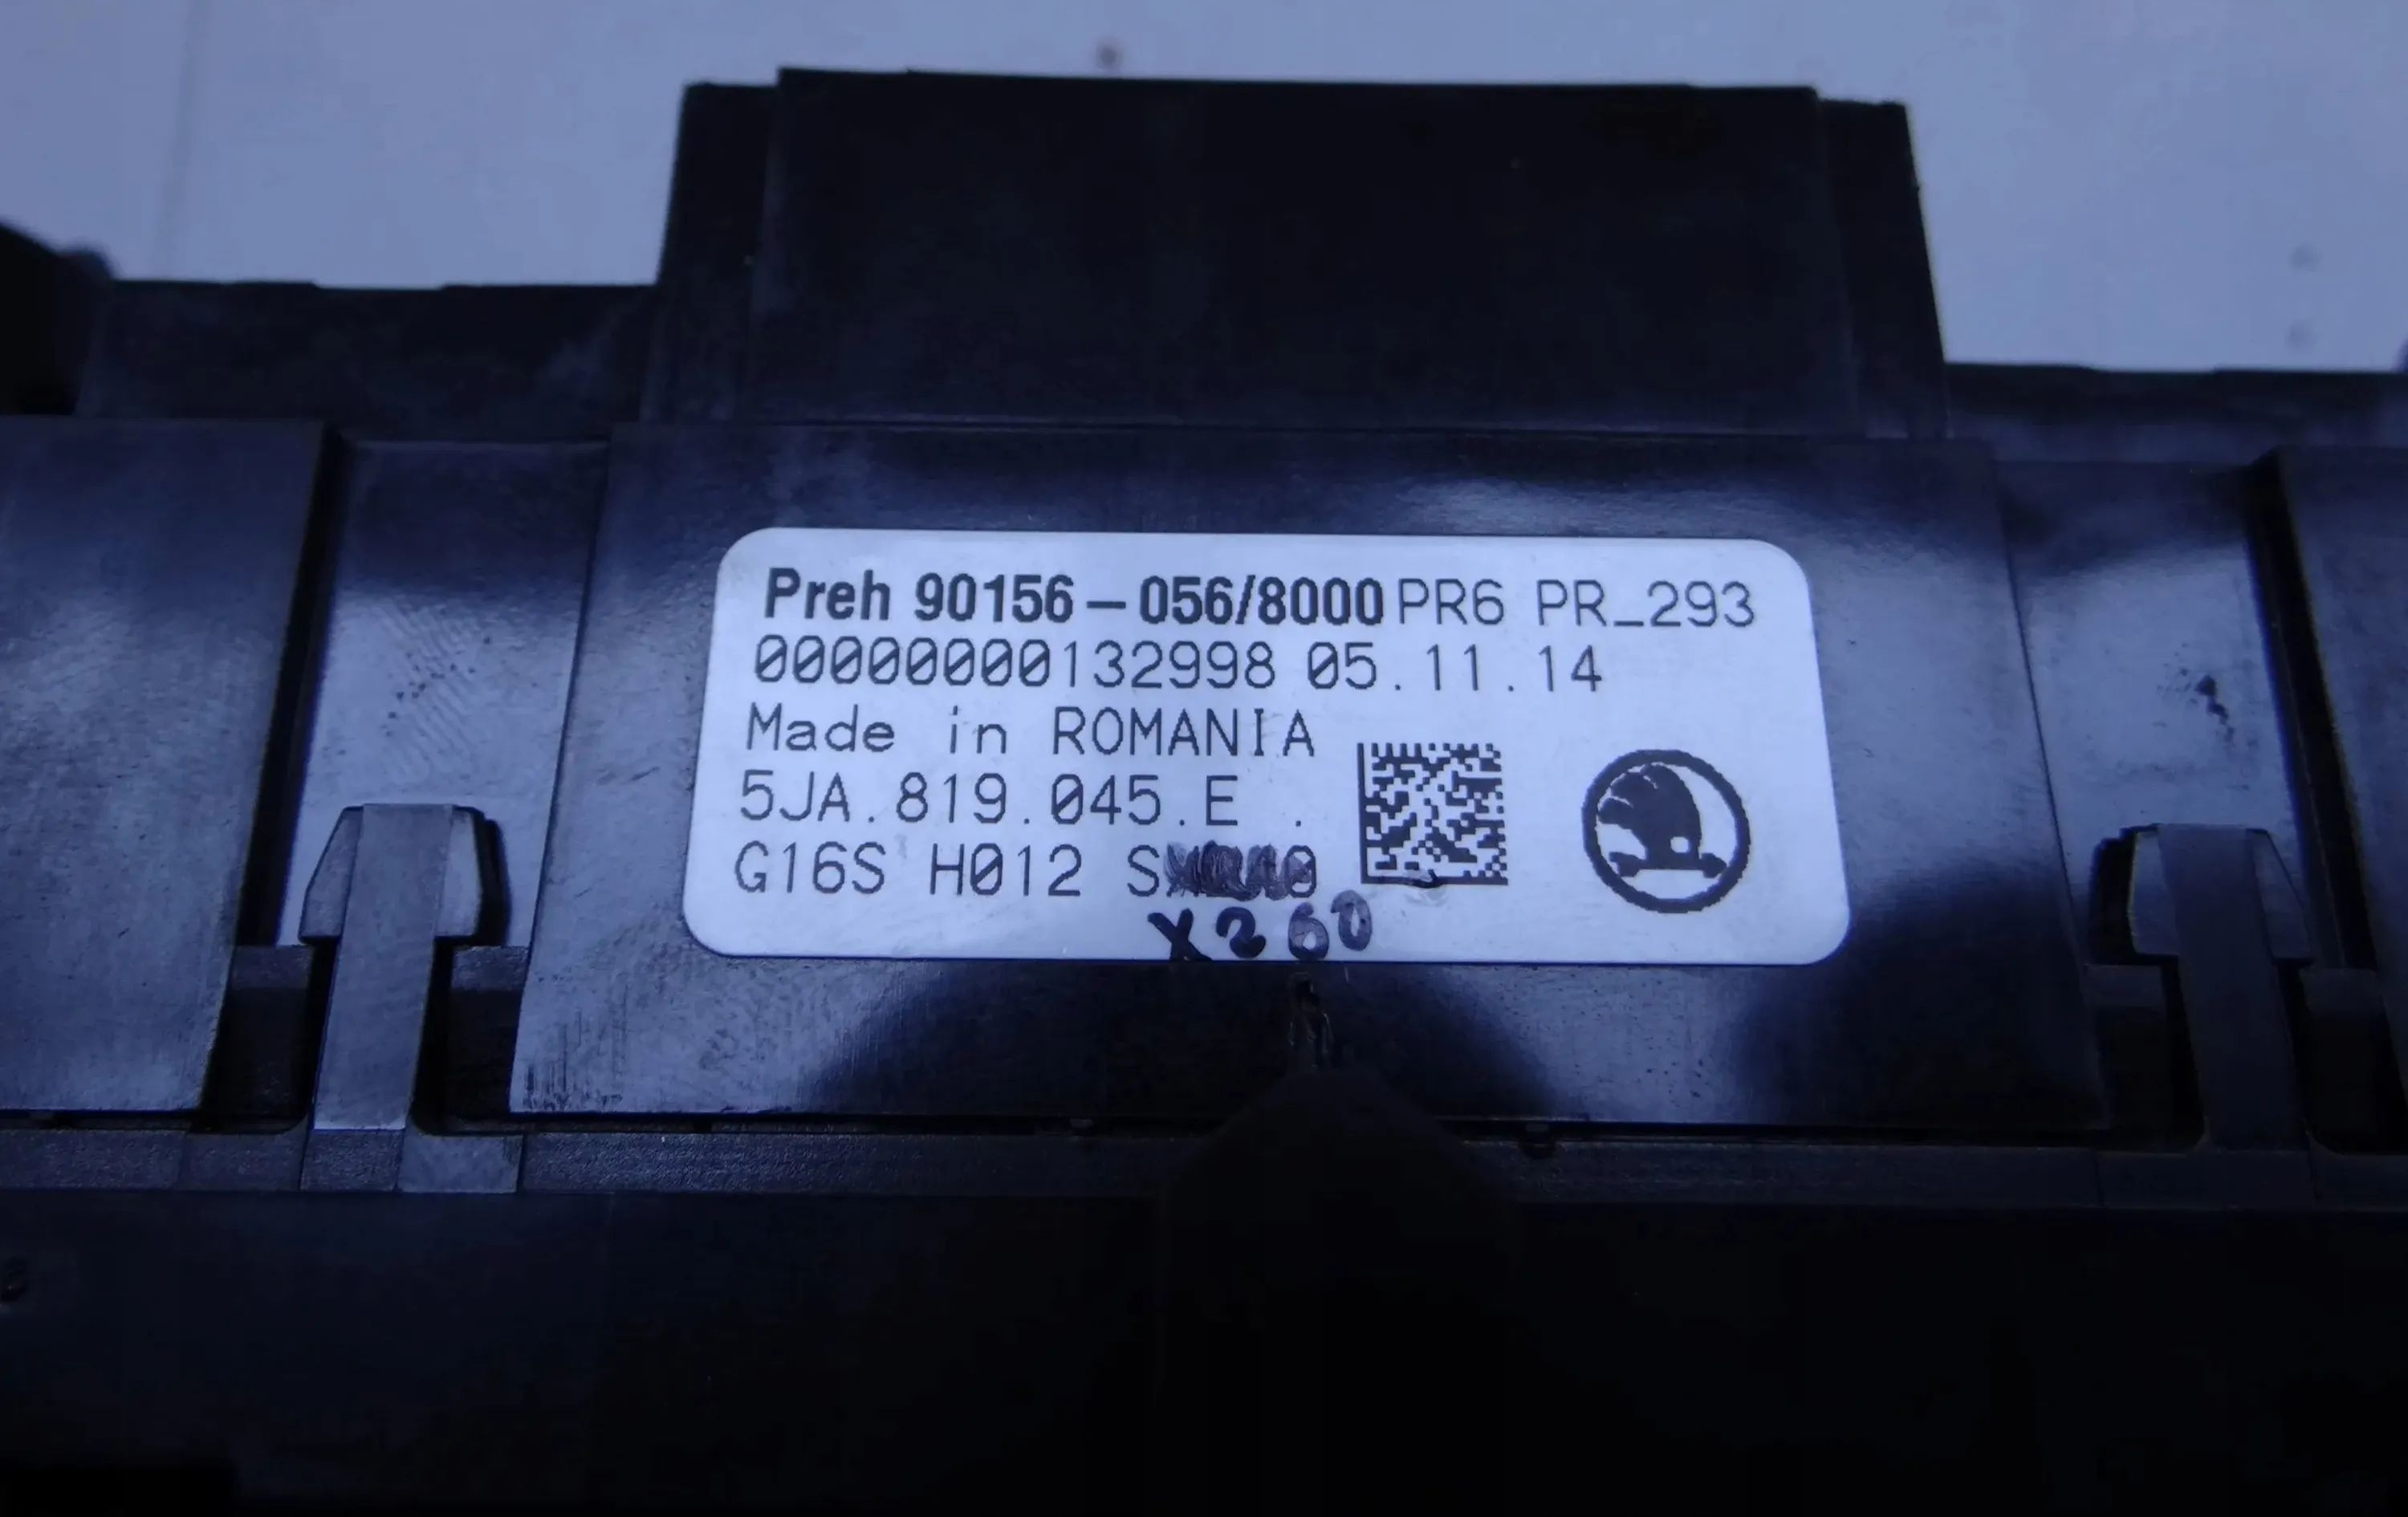 Preh 90156-056/8000 PR6 PR_293
00000000132998 05.11.14
Made in ROMANIA
5JA.819.045.E .
G16S H012
X260